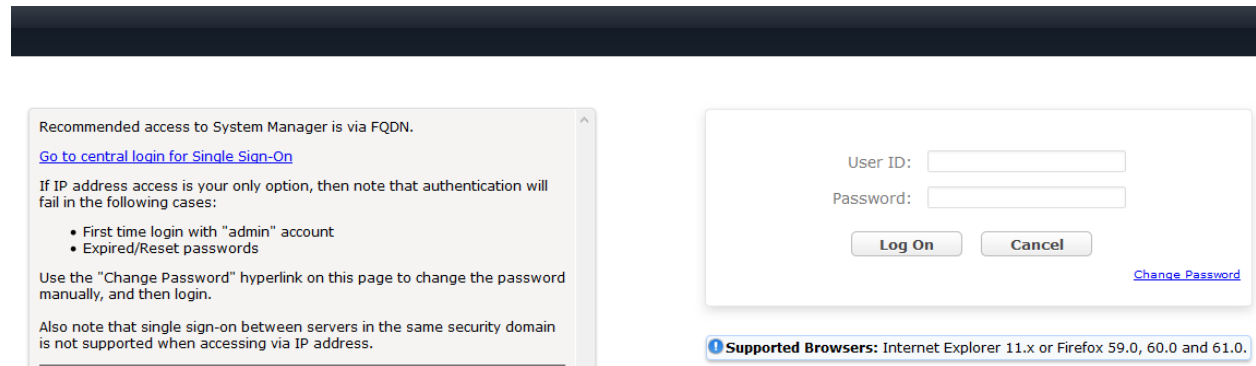 Recommended access to System Manager is via FQDN.
Go to central login for Single Sign-On
If IP address access is your only option, then note that authentication will
fail in the following cases:
• First time login with "admin" account
• Expired/Reset passwords
Use the "Change Password" hyperlink on this page to change the password
manually, and then login.
Also note that single sign-on between servers in the same security domain
is not supported when accessing via IP address.
User ID:
Password:
Log On Cancel
Change Password
Supported Browsers: Internet Explorer 11.x or Firefox 59.0, 60.0 and 61.0.